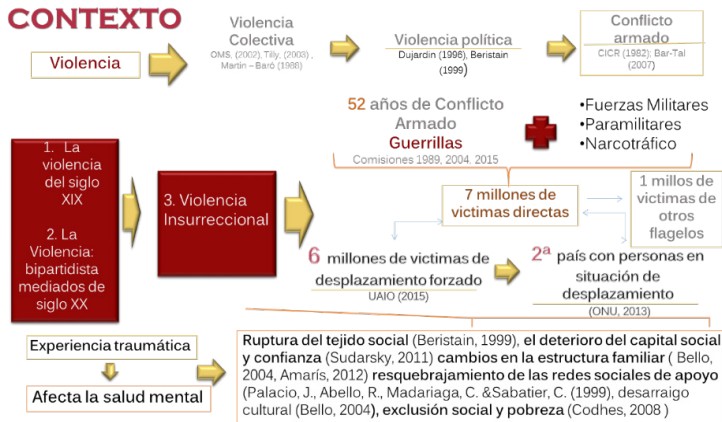 CONTEXTO
Violencia
Violencia
Colectiva
OMS, (2002), Tilly, (2003) ,
Martín – Baró (1988)
Violencia política
Dujardin (1996), Beristain
(1999)
Conflicto
armado
CICR (1982); Bar-Tal
(2007)
52 años de Conflicto
Armado
Guerrillas
Comisiones 1989, 2004, 2015
•Fuerzas Militares
•Paramilitares
•Narcotráfico
1. La
violencia
del siglo
XIX
2. La
Violencia:
bipartidista
mediados de
siglo XX
3. Violencia
Insurreccional
7 millones de
victimas directas
1 millos de
victimas de
otros
flagelos
6 millones de victimas de
desplazamiento forzado
UAIO (2015)
2ª país con personas en
situación de
desplazamiento
(ONU, 2013)
Experiencia traumática
Afecta la salud mental
Ruptura del tejido social (Beristain, 1999), el deterioro del capital social
y confianza (Sudarsky, 2011) cambios en la estructura familiar ( Bello,
2004, Amarís, 2012) resquebrajamiento de las redes sociales de apoyo
(Palacio, J., Abello, R., Madariaga, C. &Sabatier, C. (1999), desarraigo
cultural (Bello, 2004), exclusión social y pobreza (Codhes, 2008 )